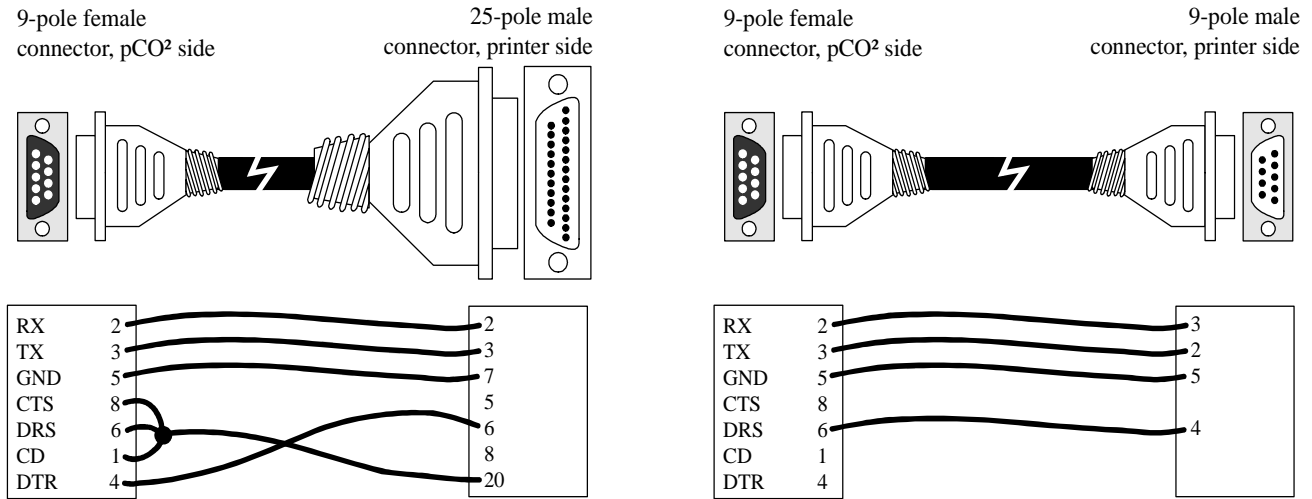 9-pole female
connector, pCO² side
25-pole male
connector, printer side
RX 2
TX 3
GND 5
CTS 8
DRS 6
CD 1
DTR 4
2
3
7
5
6
8
20
9-pole female
connector, pCO² side
9-pole male
connector, printer side
RX 2
TX 3
GND 5
CTS 8
DRS 6
CD 1
DTR 4
3
2
5
4